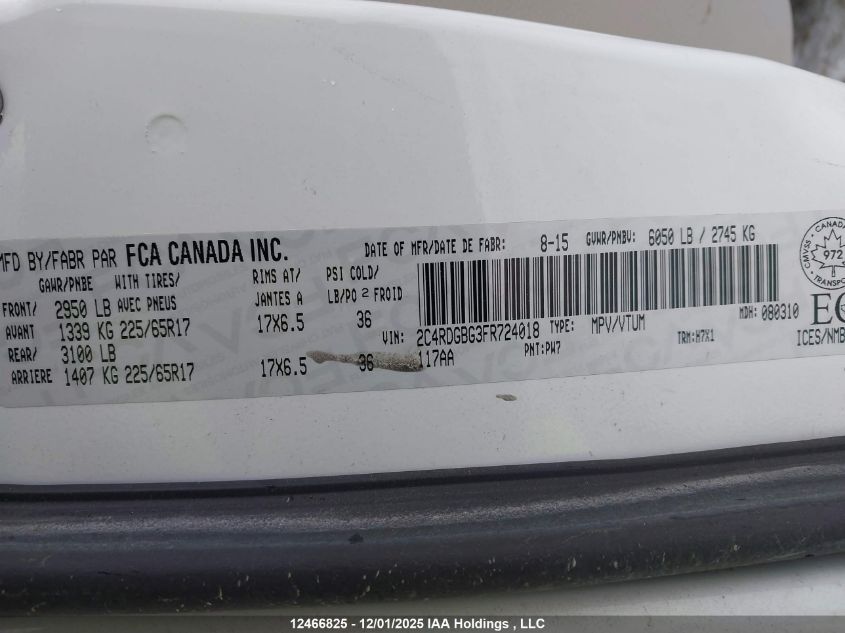 MFD BY/FABR PAR FCA CANADA INC. DATE OF MFR/DATE DE FABR: 8-15 GVWR/PNBV: 6050 LB / 2745 KG
GAWR/PNBE WITH TIRES/ RIMS AT/ PSI COLD/
AVEC PNEUS JANTES A LB/PO 2 FROID
FRONT/ 2950 LB
AVANT 1339 KG 225/65R17 17X6.5 36
REAR/ 3100 LB
ARRIERE 1407 KG 225/65R17 17X6.5 36
VIN: 2C4RDGBG3FR724018 TYPE: MPV/VTUM MDH: 080310
117AA PNT:PW7 TRM:H7X1
CANADA
CMVSS
972
TRANSPORT
ICES/NMB
12466825 - 12/01/2025 IAA Holdings , LLC